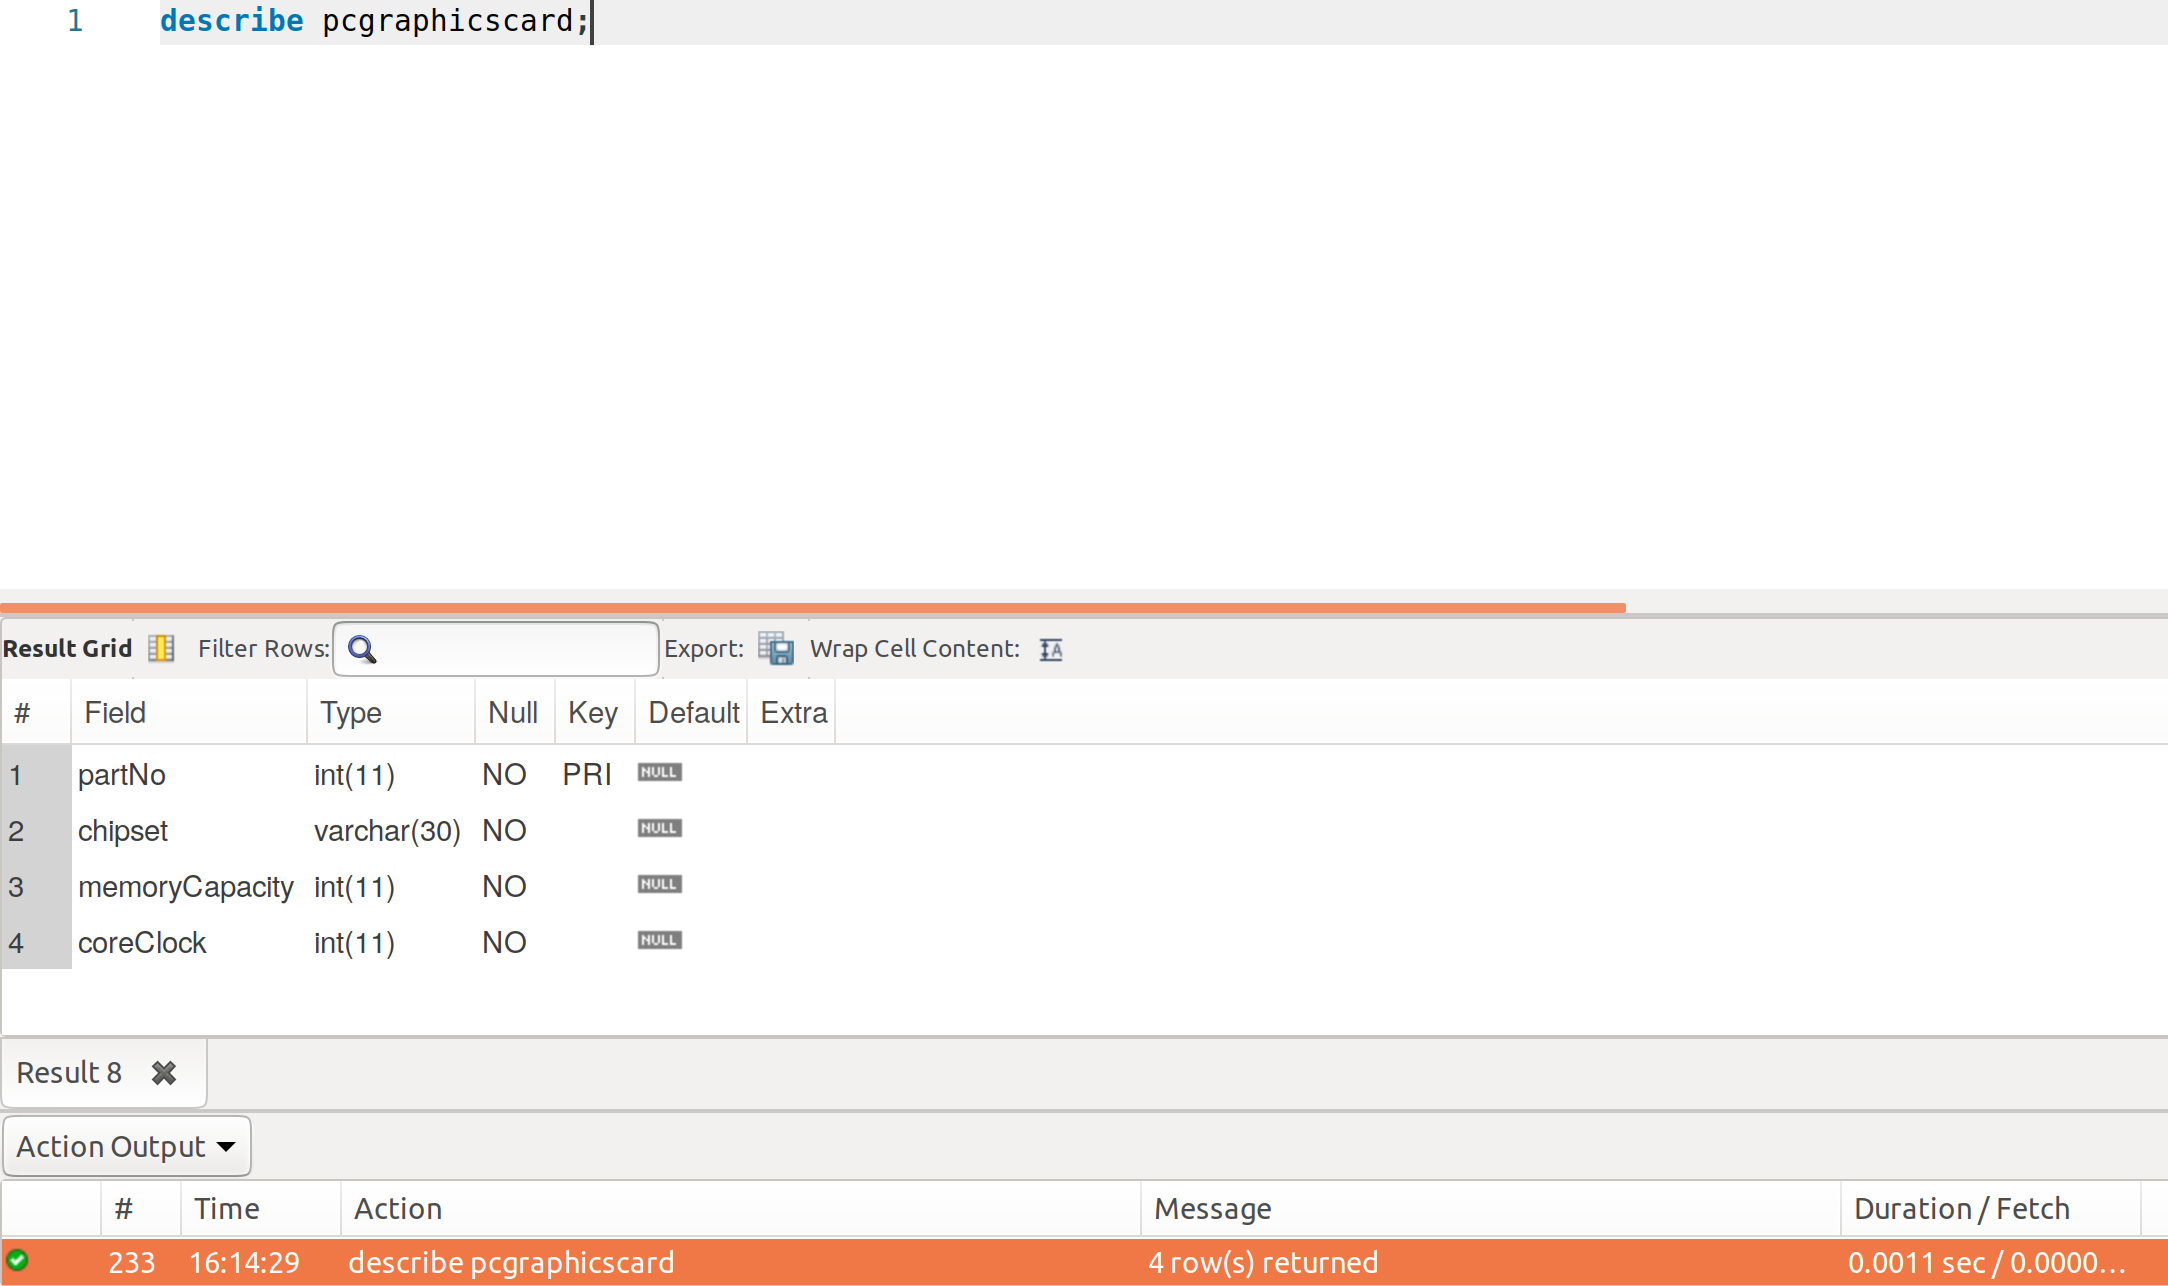 1 describe pcgraphicscard;
Result Grid Filter Rows: Export: Wrap Cell Content:
# Field Type Null Key Default Extra
1 partNo int(11) NO PRI NULL
2 chipset varchar(30) NO NULL
3 memoryCapacity int(11) NO NULL
4 coreClock int(11) NO NULL
Result 8
Action Output
# Time Action Message Duration / Fetch
233 16:14:29 describe pcgraphicscard 4 row(s) returned 0.0011 sec / 0.0000...